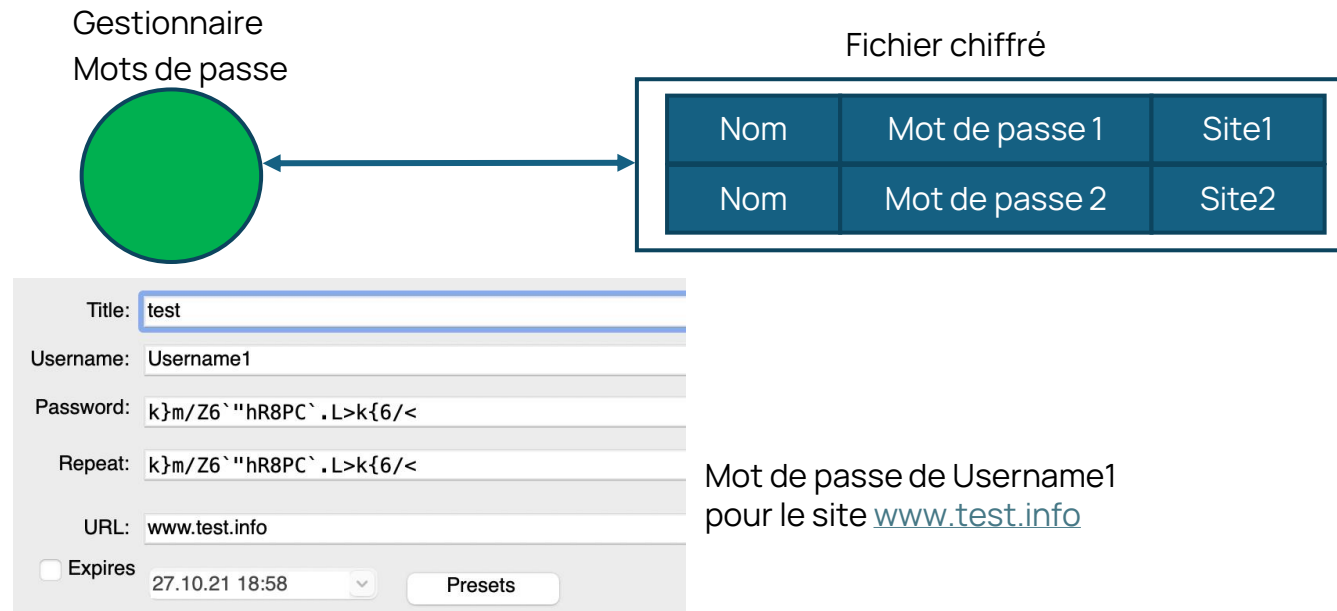 Gestionnaire
Mots de passe
Fichier chiffré
Nom Mot de passe 1 Site1
Nom Mot de passe 2 Site2
Title: test
Username: Username1
Password: k}m/Z6`"hR8PC`.L>k{6/<
Repeat: k}m/Z6`"hR8PC`.L>k{6/<
URL: www.test.info
Expires 27.10.21 18:58 Presets
Mot de passe de Username1
pour le site www.test.info